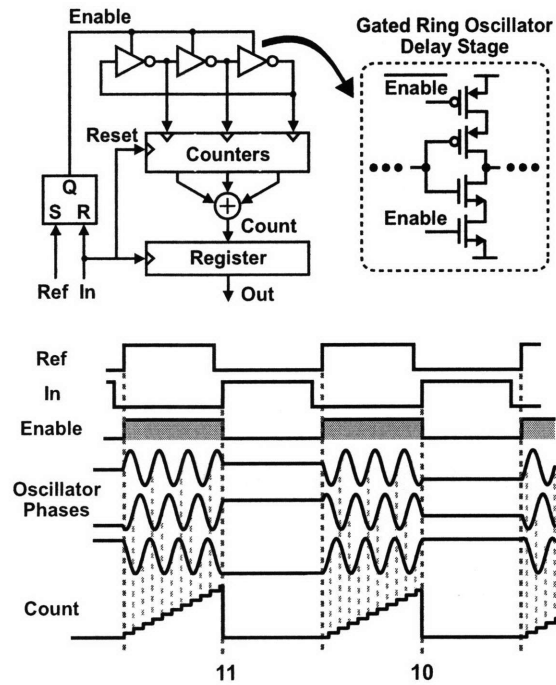 Enable
Gated Ring Oscillator
Delay Stage
Enable
Reset
Counters
Q
S R
+
Count
Enable
Register
Ref In
Out
Ref
In
Enable
Oscillator
Phases
Count
11 10